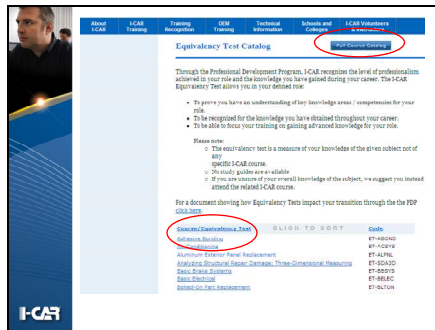 About I-CAR
I-CAR Training
Training Recognition
OEM Training
Technical Information
Schools and Colleges
I-CAR Volunteers & Instructors
Equivalency Test Catalog
Full Course Catalog
Through the Professional Development Program, I-CAR recognizes the level of professionalism
achieved in your role and the knowledge you have gained during your career. The I-CAR
Equivalency Test allows you in your defined role:
• To prove you have an understanding of key knowledge areas / competencies for your
role.
• To be recognized for the knowledge you have obtained throughout your career.
• To be able to focus your training on gaining advanced knowledge for your role.
Please note:
o The equivalency test is a measure of your knowledge of the given subject not of
any
specific I-CAR course.
o No study guides are available
o If you are unsure of your overall knowledge of the subject, we suggest you instead
attend the related I-CAR course.
For a document showing how Equivalency Tests impact your transition through the the PDP
click here.
Course/Equivalency Test CLICK TO SORT Code
Adhesive Bonding ET-ABOND
Air Conditioning
Aluminum Exterior Panel Replacement ET-ALPNL
Analyzing Structural Repair Damage: Three-Dimensional Measuring ET-SDA3D
Basic Brake Systems ET-BBSYS
Basic Electrical ET-BELEC
Bolted-On Part Replacement ET-BLTON
I-CAR